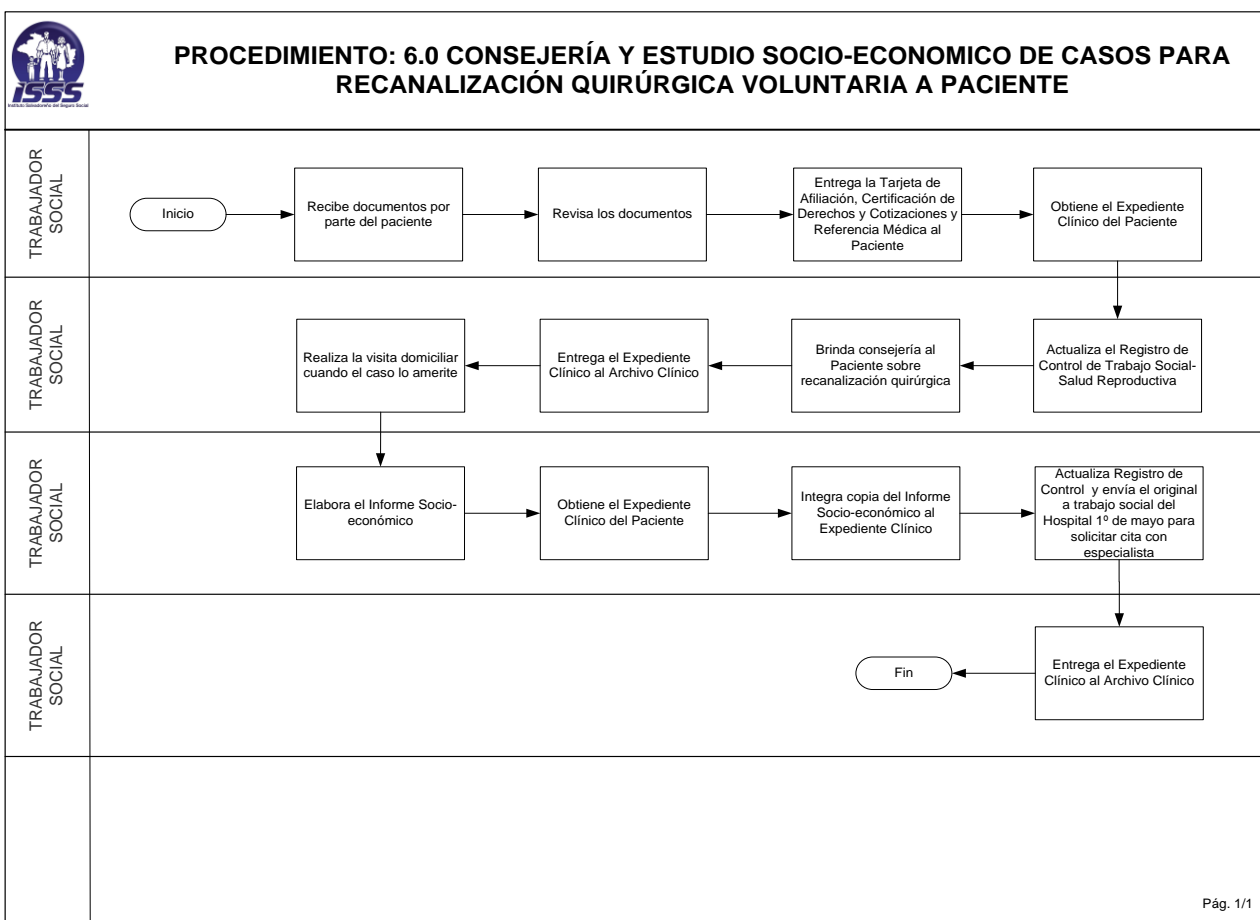 PROCEDIMIENTO: 6.0 CONSEJERÍA Y ESTUDIO SOCIO-ECONOMICO DE CASOS PARA
RECANALIZACIÓN QUIRÚRGICA VOLUNTARIA A PACIENTE
ISSS
Instituto Salvadoreño del Seguro Social
TRABAJADOR
SOCIAL
Inicio
Recibe documentos por
parte del paciente
Revisa los documentos
Entrega la Tarjeta de
Afiliación, Certificación de
Derechos y Cotizaciones y
Referencia Médica al
Paciente
Obtiene el Expediente
Clínico del Paciente
TRABAJADOR
SOCIAL
Realiza la visita domiciliar
cuando el caso lo amerite
Entrega el Expediente
Clínico al Archivo Clínico
Brinda consejería al
Paciente sobre
recanalización quirúrgica
Actualiza el Registro de
Control de Trabajo Social-
Salud Reproductiva
TRABAJADOR
SOCIAL
Elabora el Informe Socio-
económico
Obtiene el Expediente
Clínico del Paciente
Integra copia del Informe
Socio-económico al
Expediente Clínico
Actualiza Registro de
Control y envía el original
a trabajo social del
Hospital 1º de mayo para
solicitar cita con
especialista
TRABAJADOR
SOCIAL
Fin
Entrega el Expediente
Clínico al Archivo Clínico
Pág. 1/1